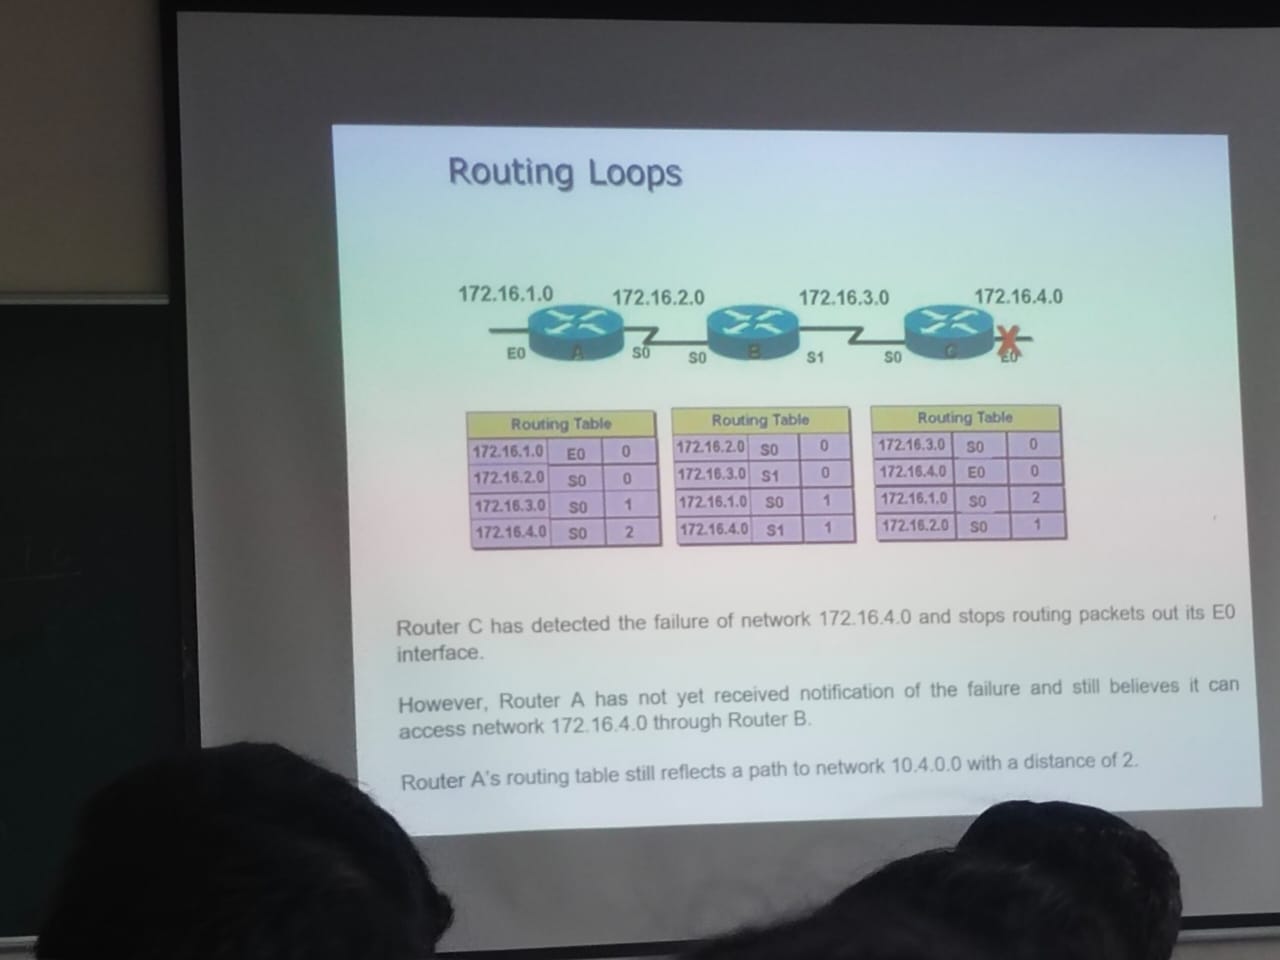 Routing Loops
172.16.1.0 172.16.2.0 172.16.3.0 172.16.4.0
A B C
E0 S0 S0 S1 S0 E0
Routing Table
172.16.1.0 E0 0
172.16.2.0 S0 0
172.16.3.0 S0 1
172.16.4.0 S0 2
Routing Table
172.16.2.0 S0 0
172.16.3.0 S1 0
172.16.1.0 S0 1
172.16.4.0 S1 1
Routing Table
172.16.3.0 S0 0
172.16.4.0 E0 0
172.16.1.0 S0 2
172.16.2.0 S0 1
Router C has detected the failure of network 172.16.4.0 and stops routing packets out its E0
interface.
However, Router A has not yet received notification of the failure and still believes it can
access network 172.16.4.0 through Router B.
Router A's routing table still reflects a path to network 10.4.0.0 with a distance of 2.